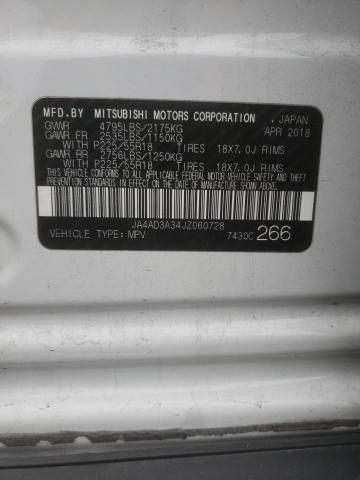 MFD.BY MITSUBISHI MOTORS CORPORATION , JAPAN
GVWR 4795LBS/2175KG APR 2018
GAWR FR 2535LBS/1150KG
WITH P225/55R18 TIRES 18X7.0J RIMS
GAWR RR 2756LBS/1250KG
WITH P225/55R18 TIRES 18X7.0J RIMS
THIS VEHICLE CONFORMS TO ALL APPLICABLE U.S. FEDERAL MOTOR VEHICLE SAFETY AND THEFT
PREVENTION STANDARDS IN EFFECT ON THE DATE OF MANUFACTURE SHOWN ABOVE.
JA4AD3A34JZ060728
VEHICLE TYPE: MPV 7430C 266